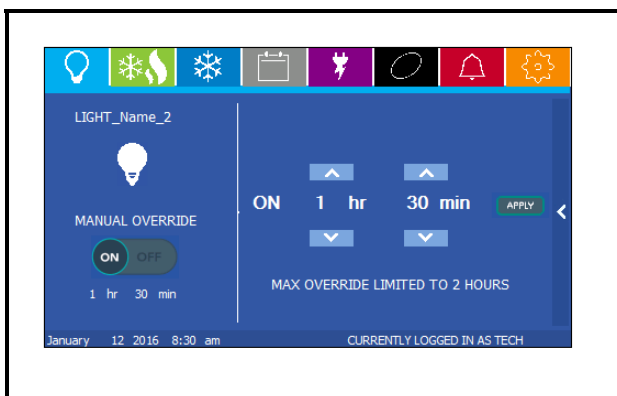 LIGHT_Name_2
MANUAL OVERRIDE
ON OFF
1 hr 30 min
ON 1 hr 30 min APPLY
MAX OVERRIDE LIMITED TO 2 HOURS
January 12 2016 8:30 am CURRENTLY LOGGED IN AS TECH